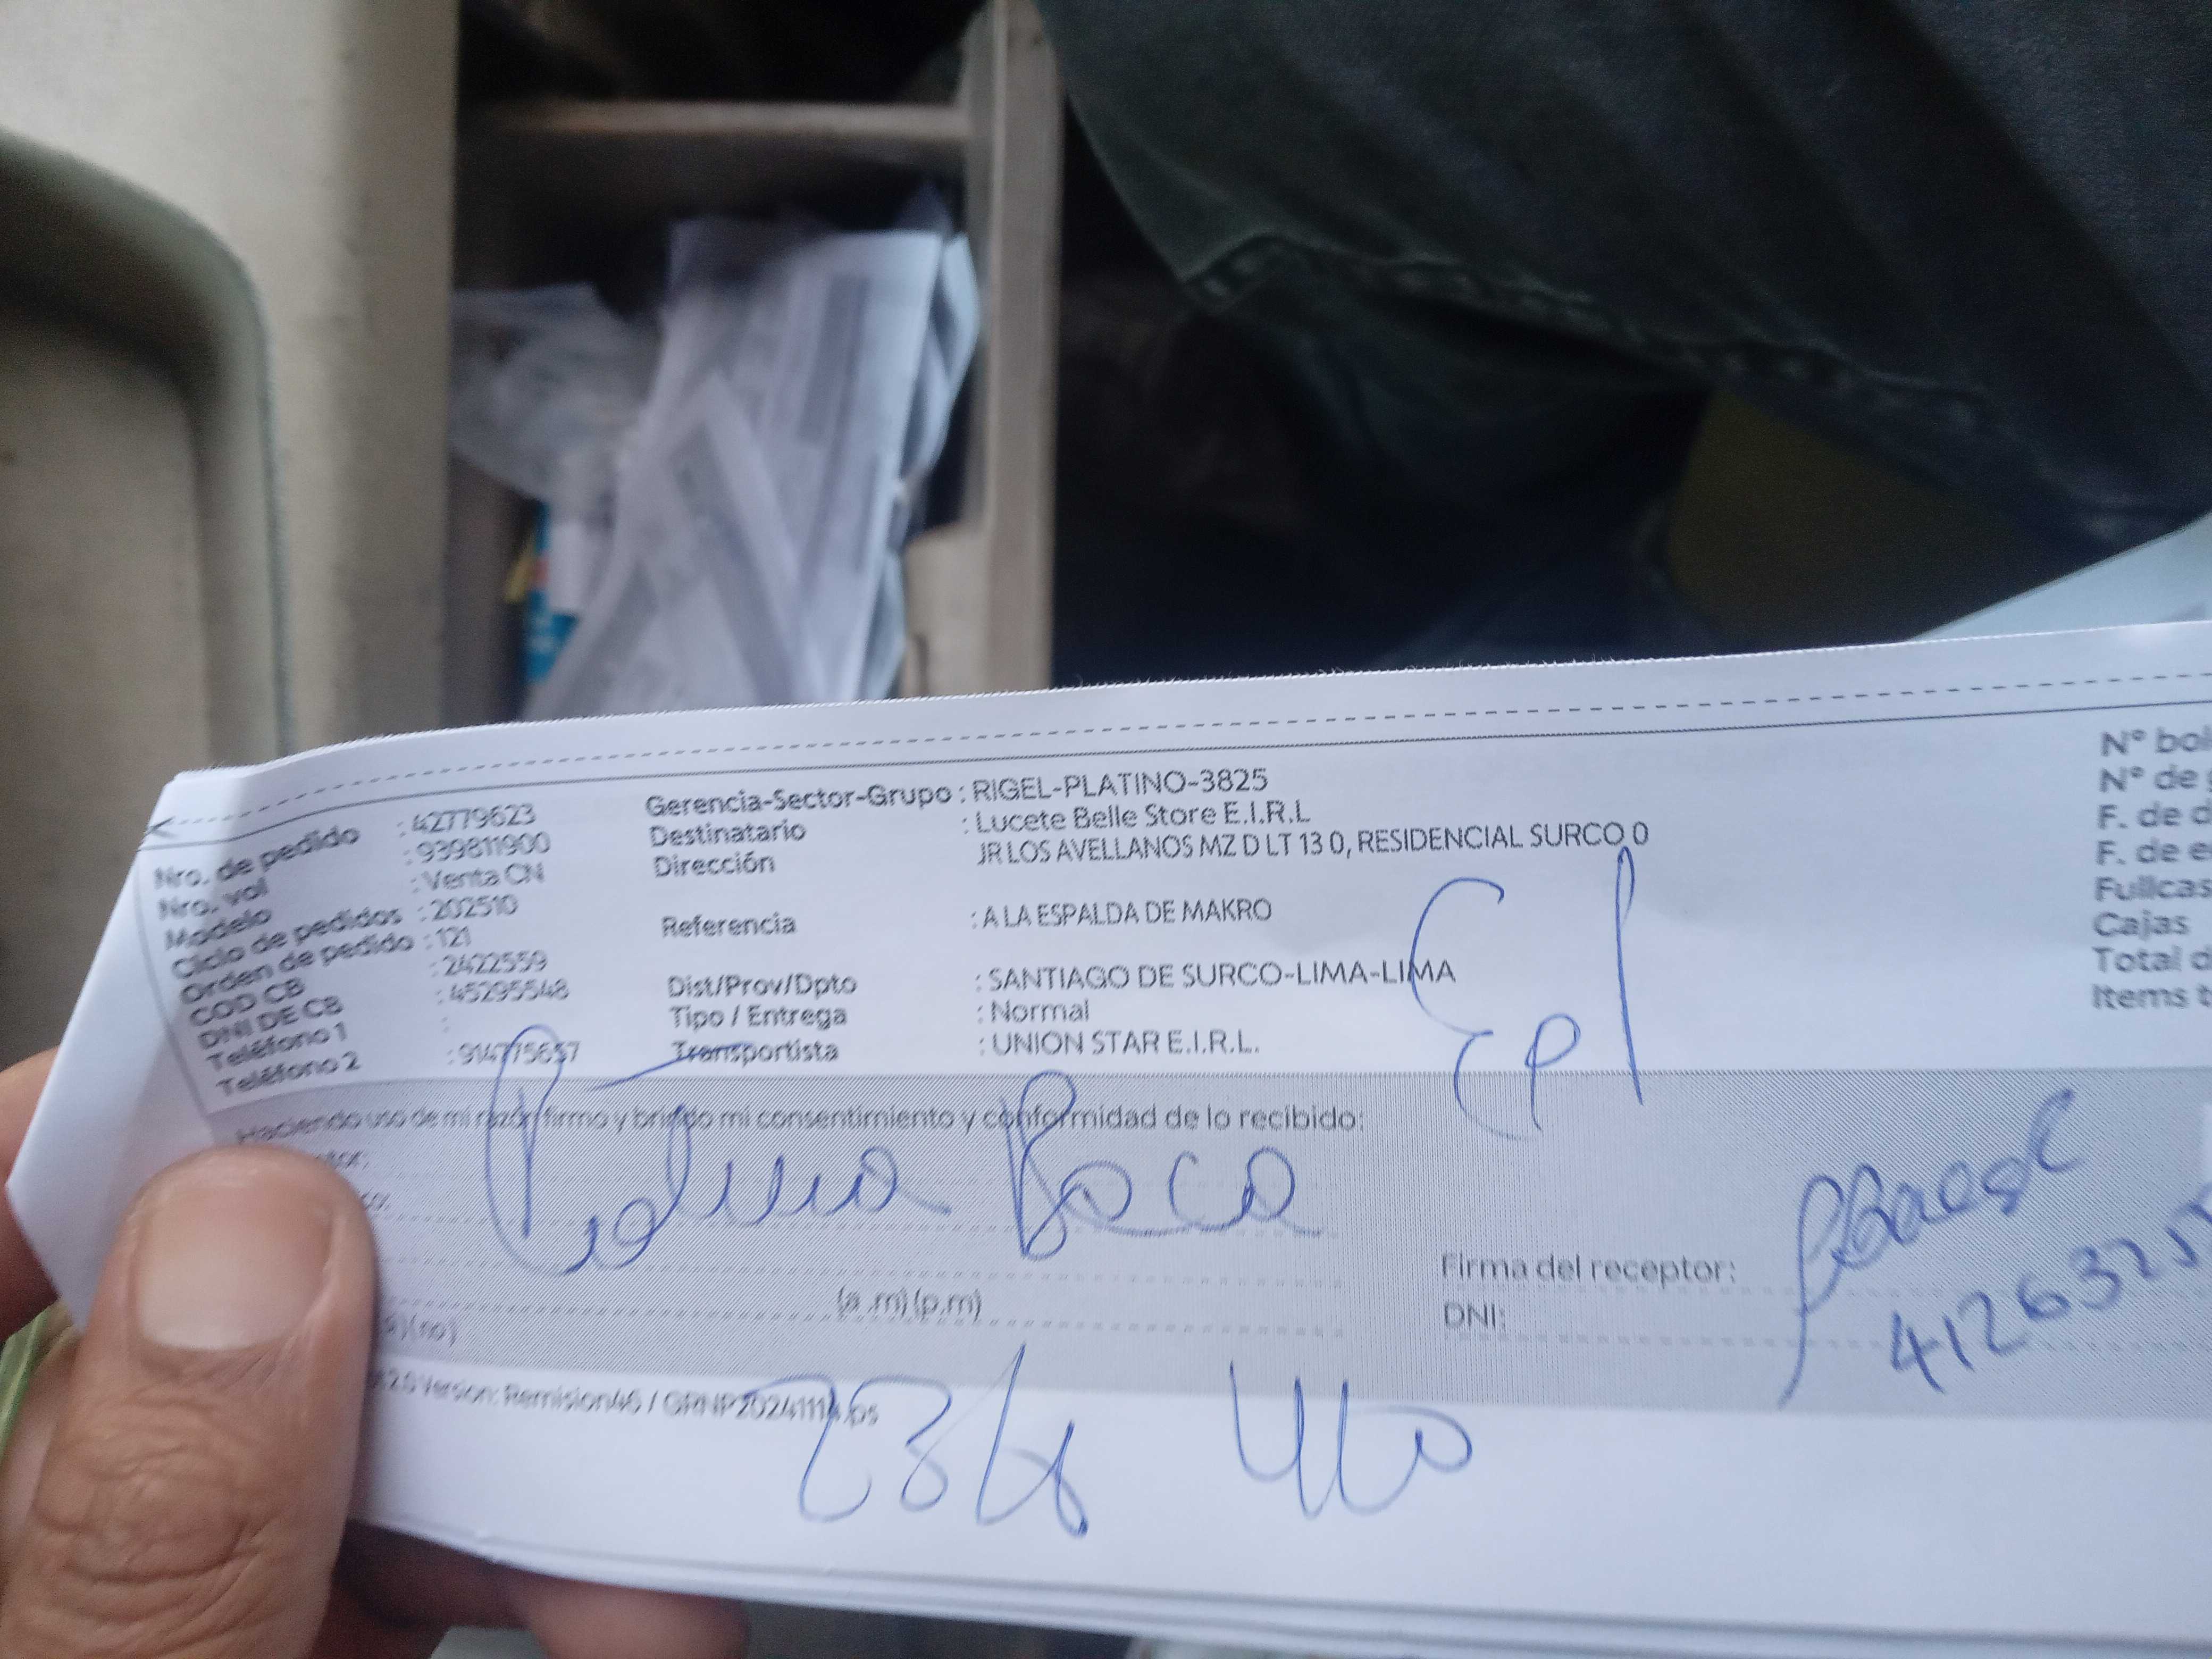 Nro. de pedido : 42779623
Nro. vol : 939811900
Modelo : Venta CN
Ciclo de pedidos : 202510
Orden de pedido : 121
COD CB : 2422559
DNI DE CB : 45295548
Teléfono 1 :
Teléfono 2 : 914775657
Gerencia-Sector-Grupo : RIGEL-PLATINO-3825
Destinatario : Lucete Belle Store E.I.R.L
Dirección JR LOS AVELLANOS MZ D LT 13 0, RESIDENCIAL SURCO 0
Referencia : A LA ESPALDA DE MAKRO
Dist/Prov/Dpto : SANTIAGO DE SURCO-LIMA-LIMA
Tipo / Entrega : Normal
Transportista : UNION STAR E.I.R.L.
N° bol
N° de
F. de d
F. de e
Fullcas
Cajas
Total d
Items t
Haciendo uso de mi razón firmo y brindo mi consentimiento y conformidad de lo recibido:
Baca
(a .m) (p.m)
(no)
Firma del receptor:
DNI: 4126325
Version: Remision46 / GRNP20241114.ps